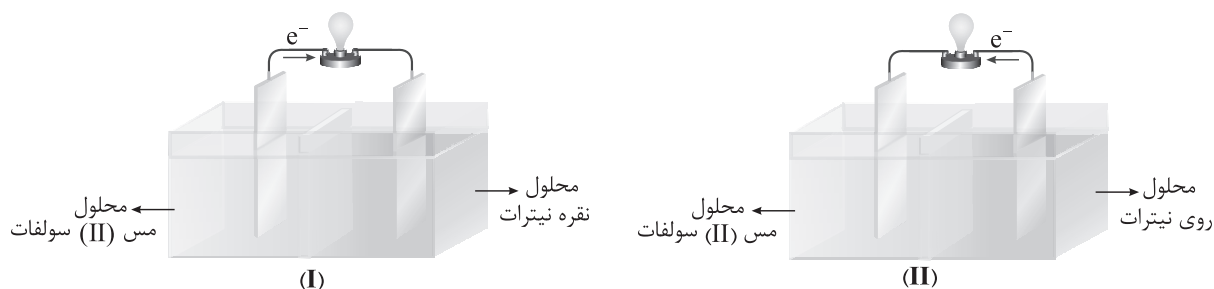 e⁻
محلول
نقره نیترات
محلول
مس (II) سولفات
(I)
e⁻
محلول
روی نیترات
محلول
مس (II) سولفات
(II)